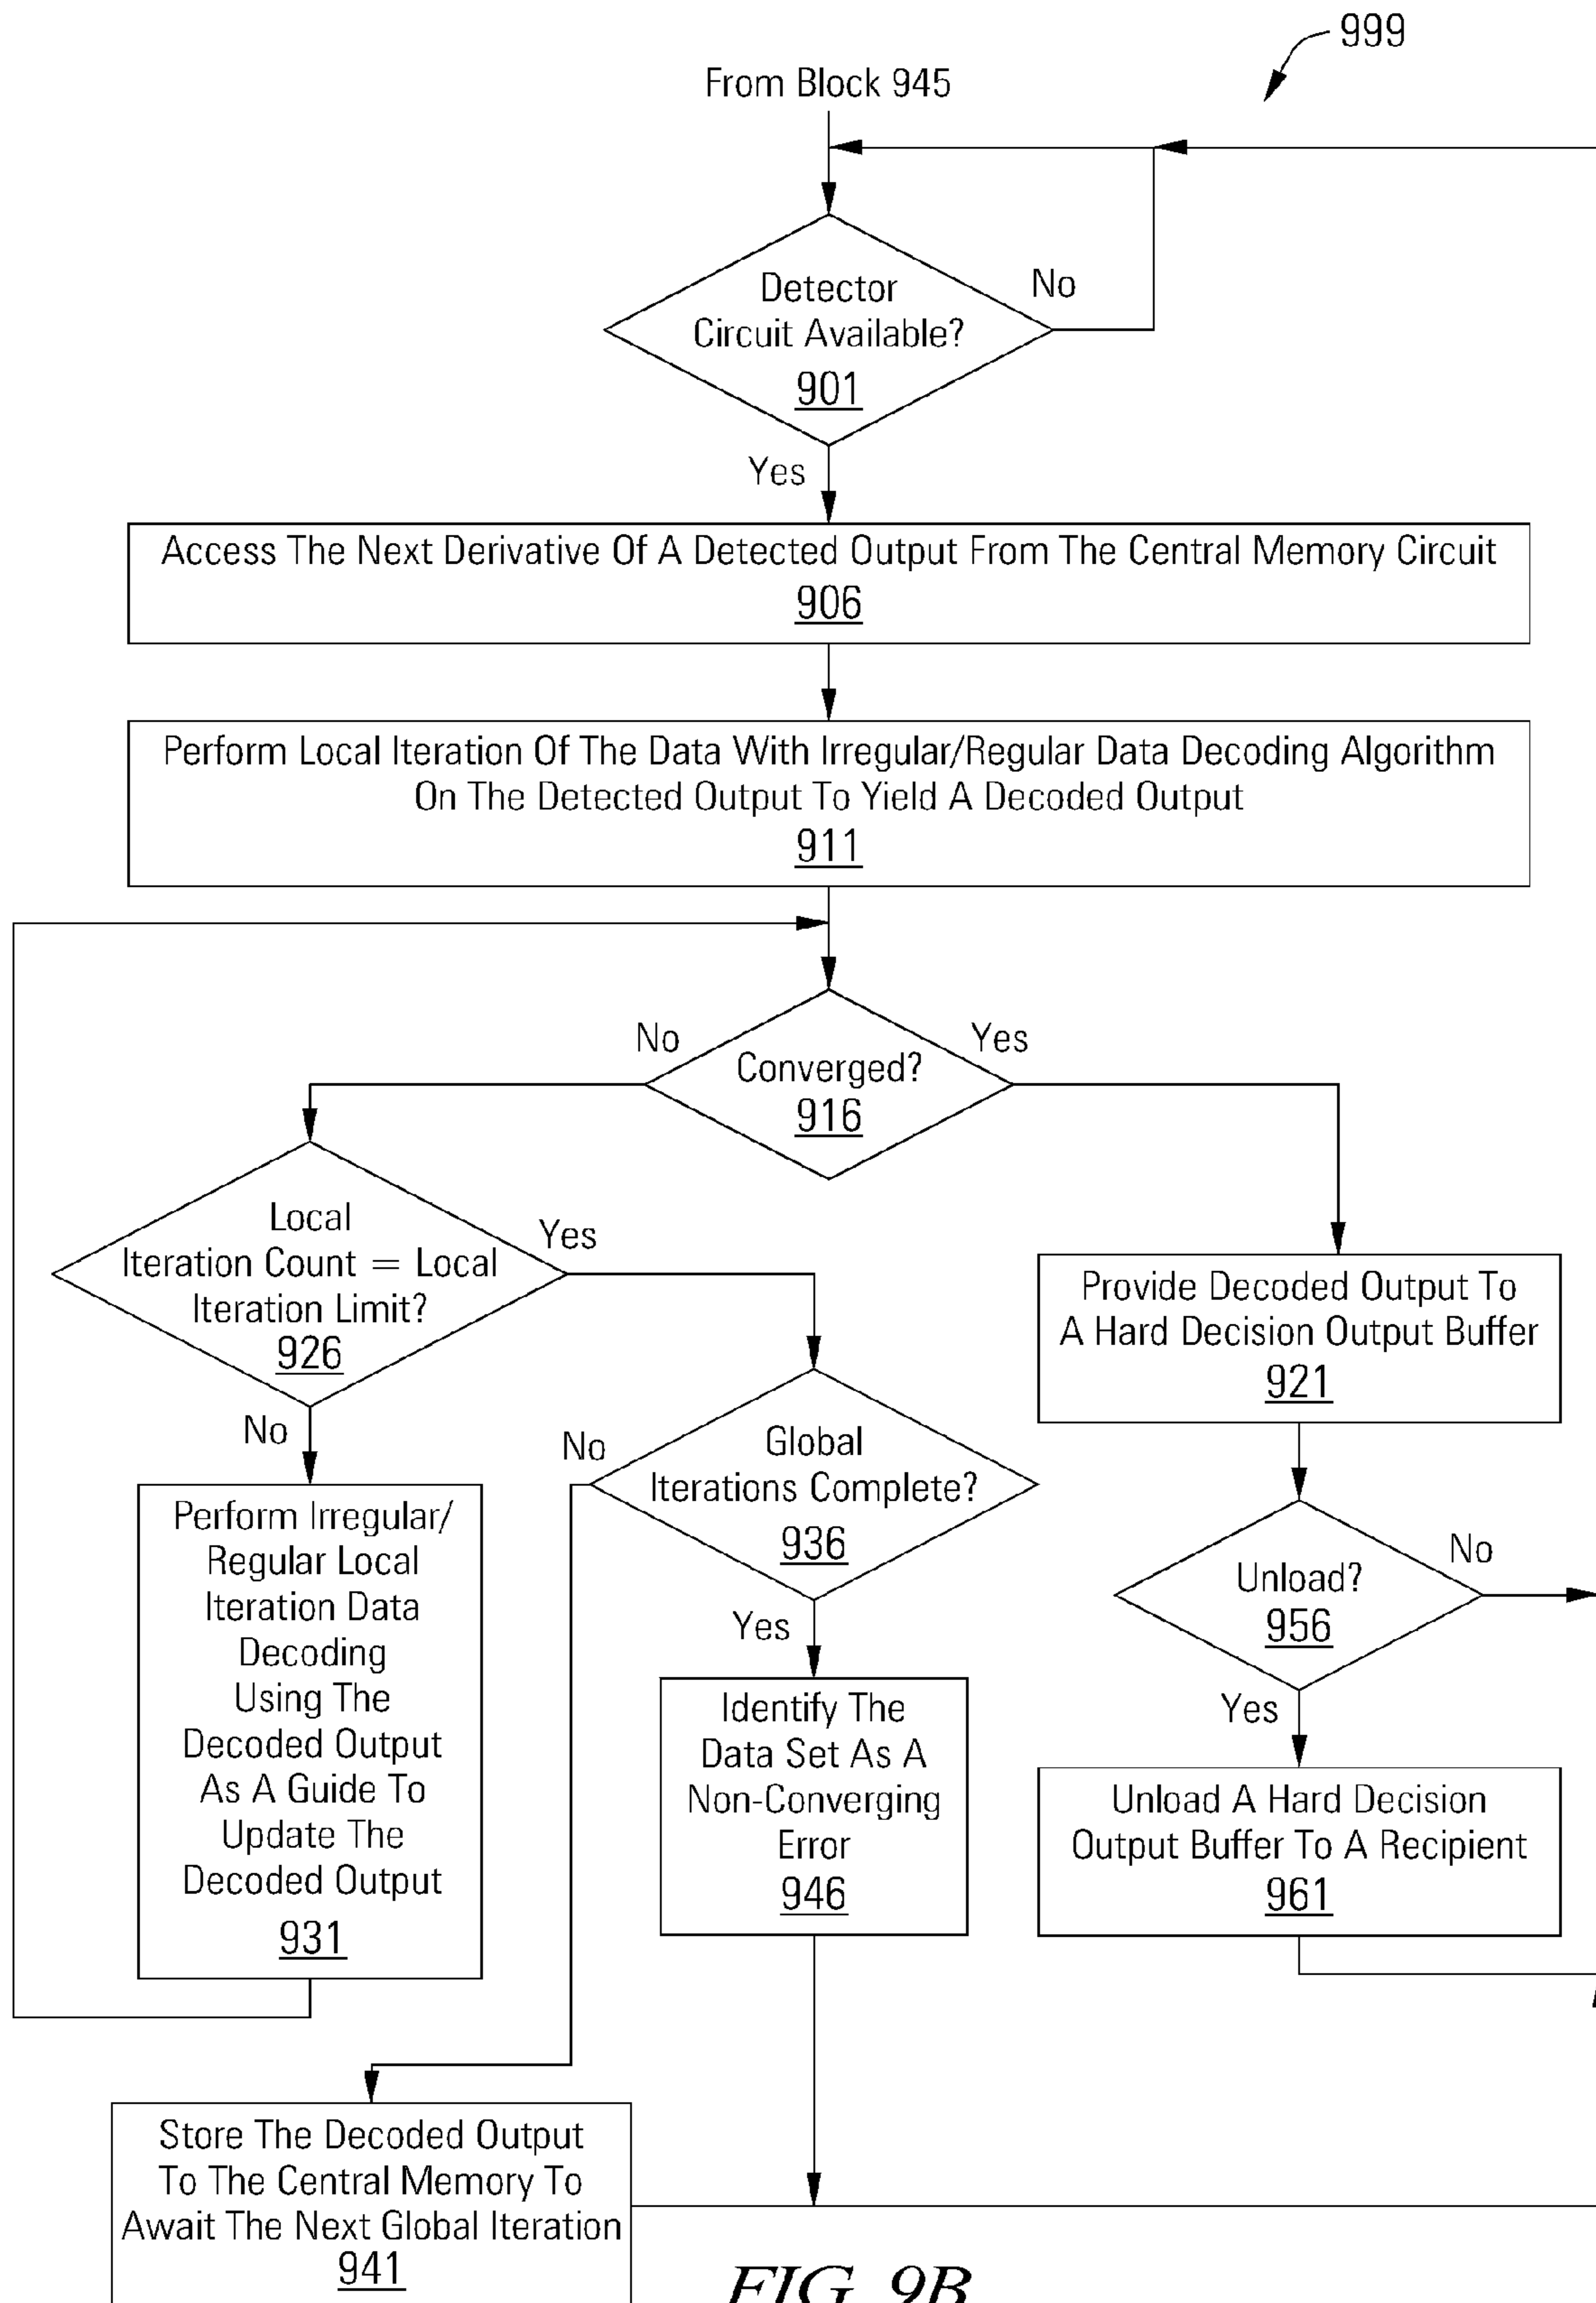 999
From Block 945
Detector
Circuit Available?
901
No
Yes
Access The Next Derivative Of A Detected Output From The Central Memory Circuit
906
Perform Local Iteration Of The Data With Irregular/Regular Data Decoding Algorithm
On The Detected Output To Yield A Decoded Output
911
No
Converged?
916
Yes
Local
Iteration Count = Local
Iteration Limit?
926
Yes
No
Provide Decoded Output To
A Hard Decision Output Buffer
921
Global
Iterations Complete?
936
No
Yes
Perform Irregular/
Regular Local
Iteration Data
Decoding
Using The
Decoded Output
As A Guide To
Update The
Decoded Output
931
Unload?
956
No
Yes
Identify The
Data Set As A
Non-Converging
Error
946
Unload A Hard Decision
Output Buffer To A Recipient
961
Store The Decoded Output
To The Central Memory To
Await The Next Global Iteration
941
FIG. 9B